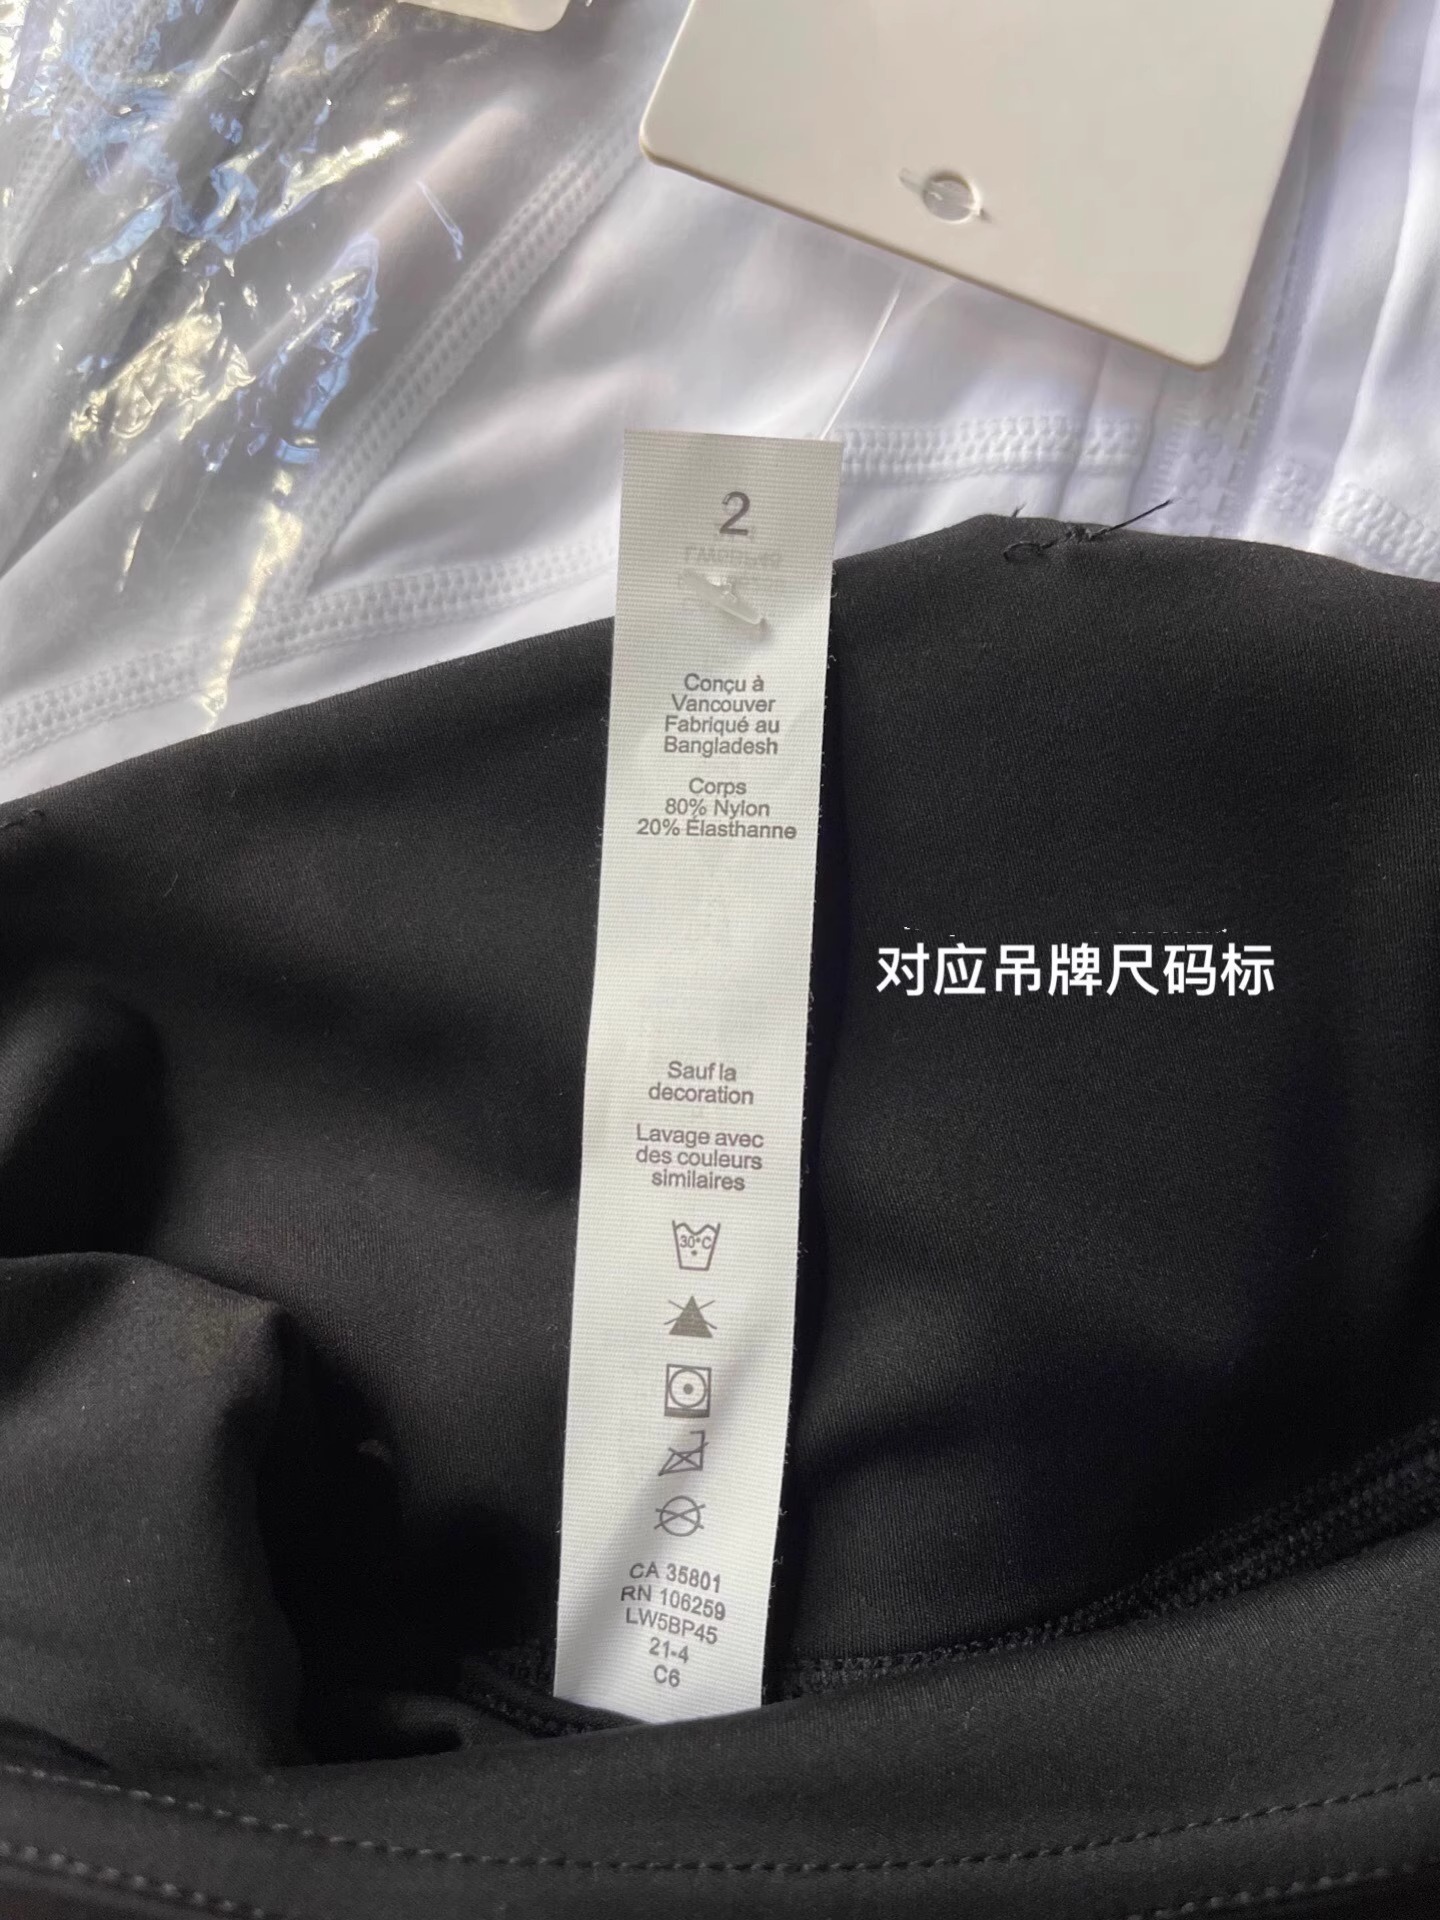 2
Conçu à
Vancouver
Fabriqué au
Bangladesh
Corps
80% Nylon
20% Élasthanne
对应吊牌尺码标
Sauf la
decoration
Lavage avec
des couleurs
similaires
30°C
CA 35801
RN 106259
LW5BP45
21-4
C6